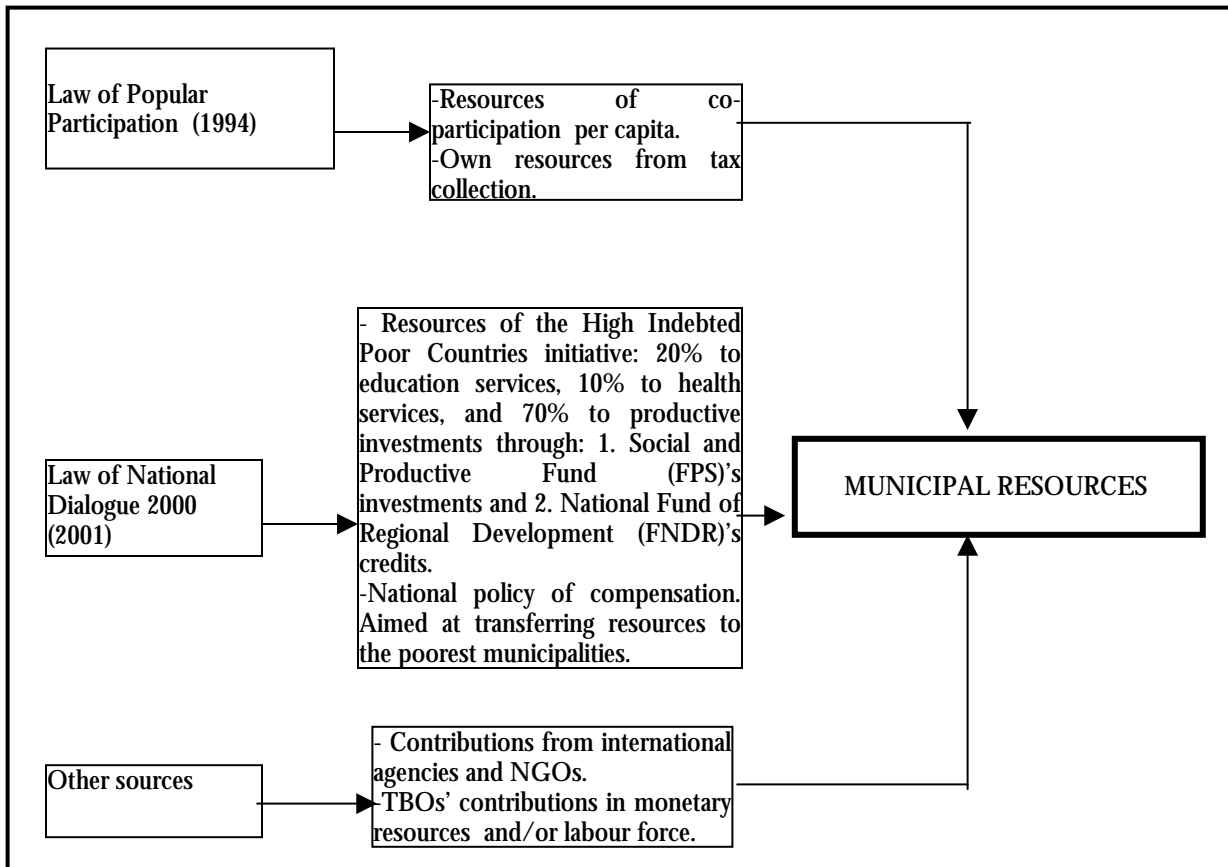 Law of Popular
Participation (1994)
-Resources of co-
participation per capita.
-Own resources from tax
collection.
- Resources of the High Indebted
Poor Countries initiative: 20% to
education services, 10% to health
services, and 70% to productive
investments through: 1. Social and
Productive Fund (FPS)'s
investments and 2. National Fund of
Regional Development (FNDR)'s
credits.
-National policy of compensation.
Aimed at transferring resources to
the poorest municipalities.
Law of National
Dialogue 2000
(2001)
MUNICIPAL RESOURCES
Other sources
- Contributions from international
agencies and NGOs.
-TBOs' contributions in monetary
resources and/or labour force.